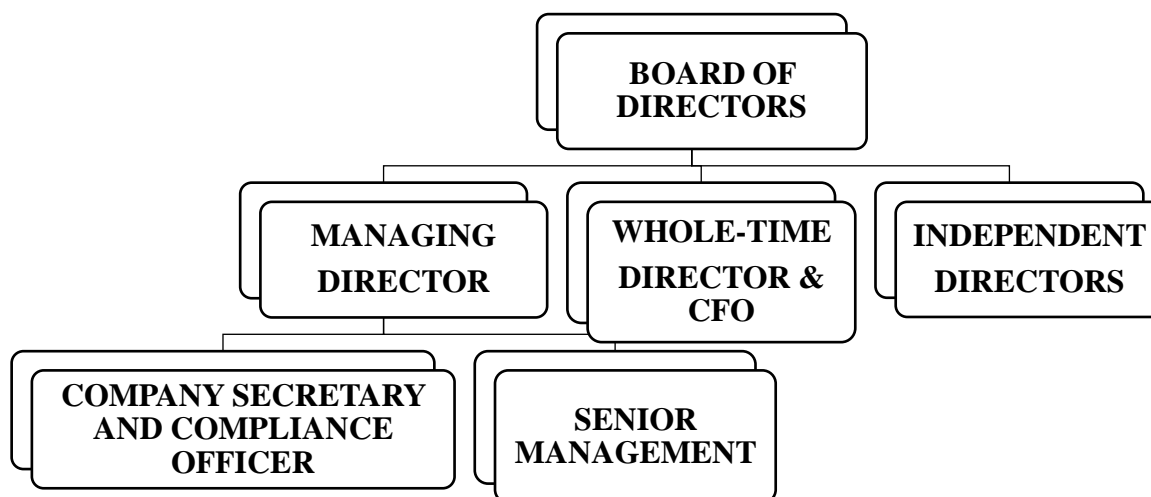 BOARD OF
DIRECTORS
MANAGING
DIRECTOR
WHOLE-TIME
DIRECTOR &
CFO
INDEPENDENT
DIRECTORS
COMPANY SECRETARY
AND COMPLIANCE
OFFICER
SENIOR
MANAGEMENT